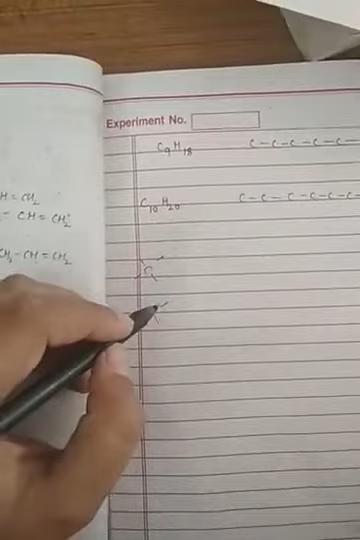 H = CH₂
- CH = CH₂
CH₂ - CH = CH₂
Experiment No.
C₉H₁₈ C-C-C-C-C-C-
C₁₀H₂₀ C-C-C-C-C-C-C
C